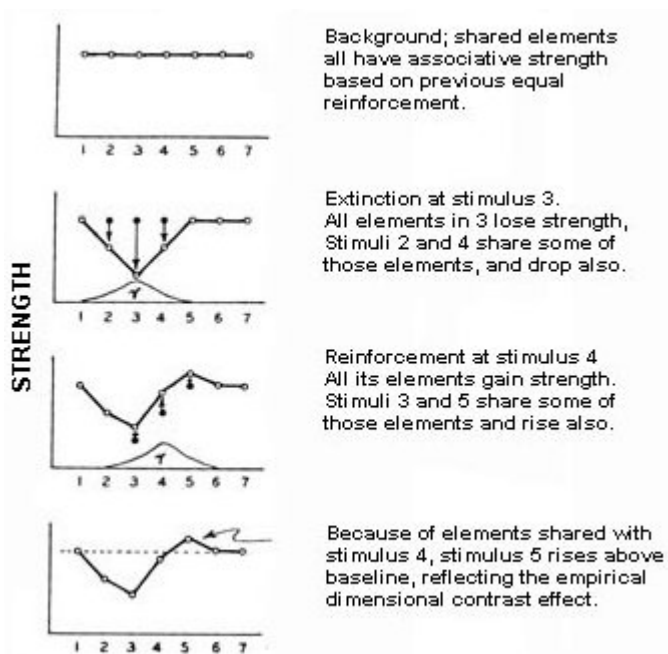 Background; shared elements
all have associative strength
based on previous equal
reinforcement.
1 2 3 4 5 6 7
Extinction at stimulus 3.
All elements in 3 lose strength,
Stimuli 2 and 4 share some of
those elements, and drop also.
1 2 3 4 5 6 7
STRENGTH
Reinforcement at stimulus 4
All its elements gain strength.
Stimuli 3 and 5 share some of
those elements and rise also.
1 2 3 4 5 6 7
Because of elements shared with
stimulus 4, stimulus 5 rises above
baseline, reflecting the empirical
dimensional contrast effect.
1 2 3 4 5 6 7